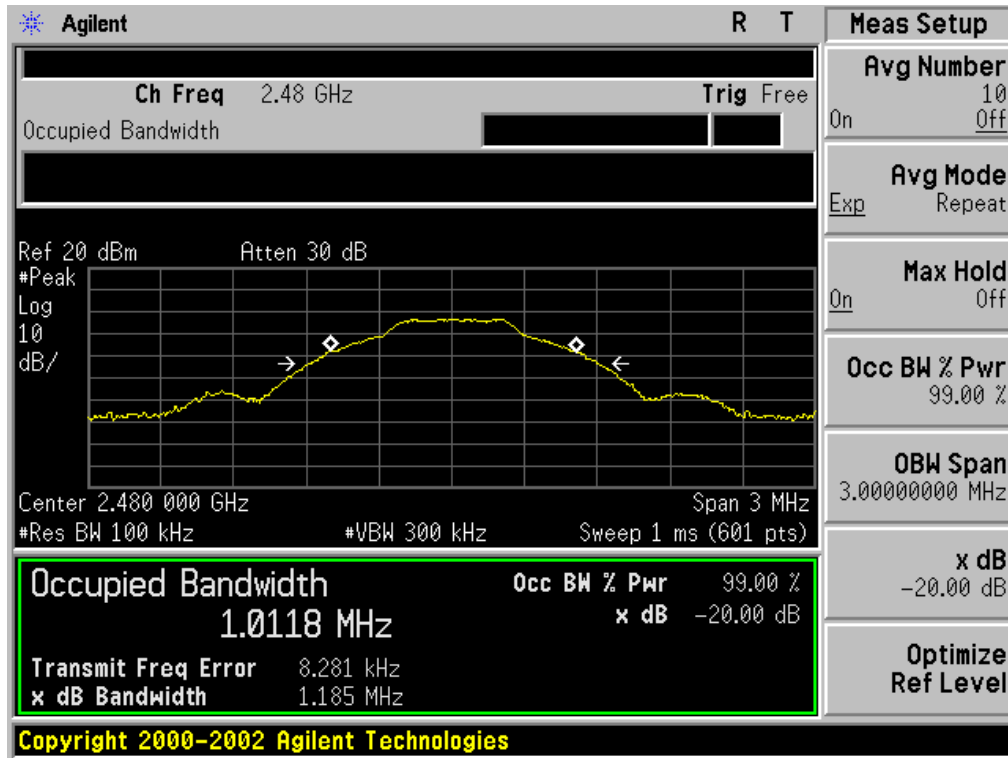 Agilent R T
Ch Freq 2.48 GHz Trig Free
Occupied Bandwidth
Ref 20 dBm Atten 30 dB
#Peak
Log
10
dB/
Center 2.480 000 GHz Span 3 MHz
#Res BW 100 kHz #VBW 300 kHz Sweep 1 ms (601 pts)
Occupied Bandwidth
1.0118 MHz
Occ BW % Pwr 99.00 %
x dB -20.00 dB
Transmit Freq Error 8.281 kHz
x dB Bandwidth 1.185 MHz
Copyright 2000-2002 Agilent Technologies
Meas Setup
Avg Number
10
On Off
Avg Mode
Exp Repeat
Max Hold
On Off
Occ BW % Pwr
99.00 %
OBW Span
3.00000000 MHz
x dB
-20.00 dB
Optimize
Ref Level